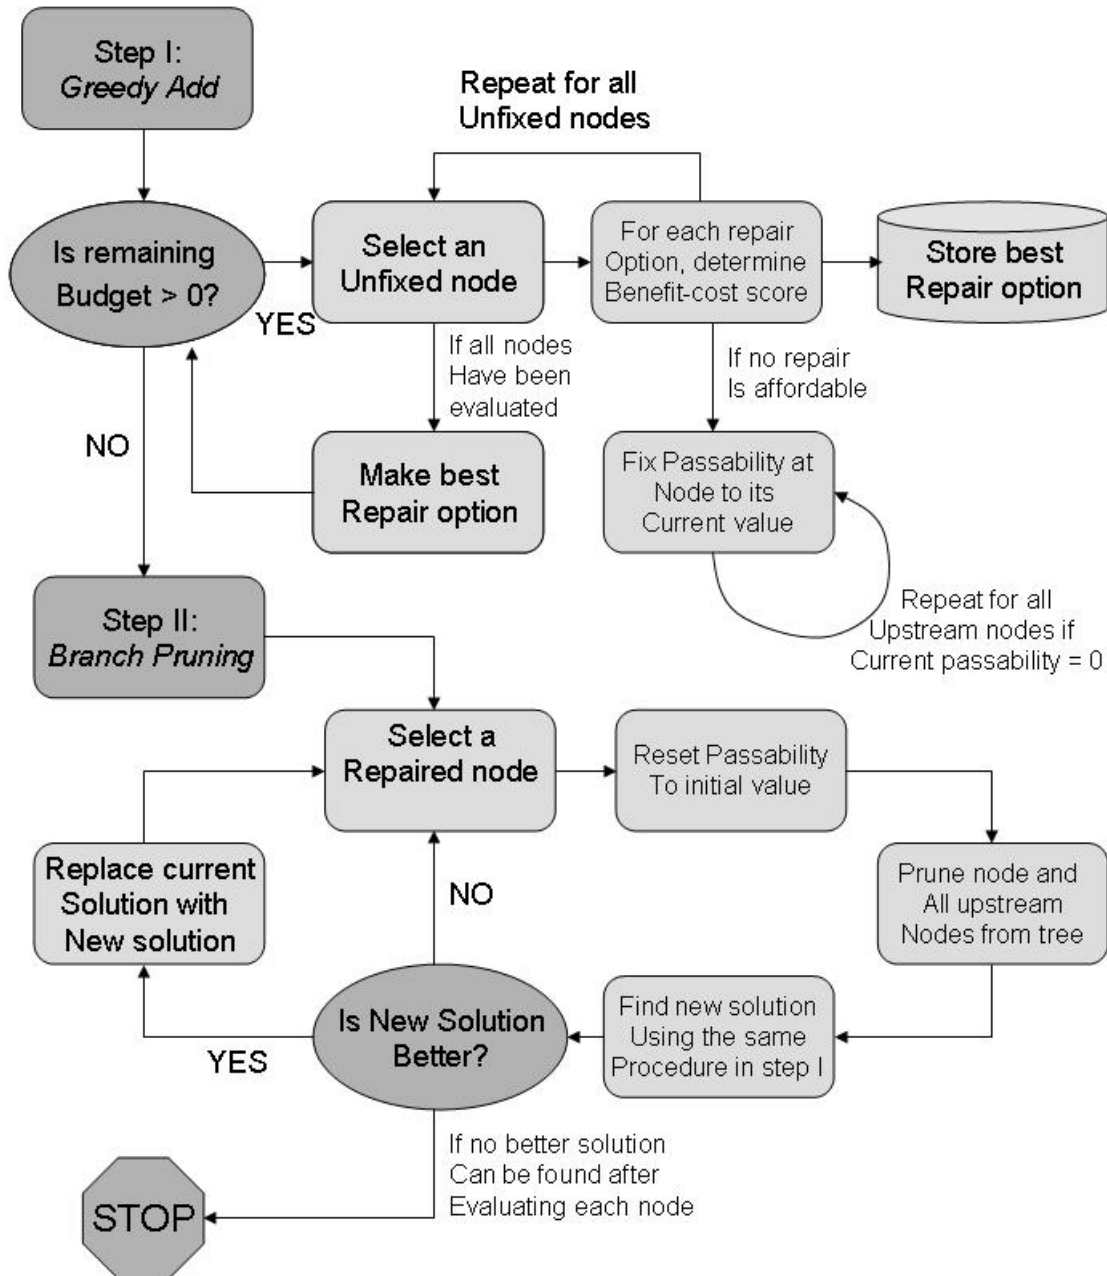 Step I:
Greedy Add
Repeat for all
Unfixed nodes
Is remaining
Budget > 0?
YES
Select an
Unfixed node
For each repair
Option, determine
Benefit-cost score
Store best
Repair option
If all nodes
Have been
evaluated
If no repair
Is affordable
NO
Make best
Repair option
Fix Passability at
Node to its
Current value
Repeat for all
Upstream nodes if
Current passability = 0
Step II:
Branch Pruning
Select a
Repaired node
Reset Passability
To initial value
Replace current
Solution with
New solution
NO
Prune node and
All upstream
Nodes from tree
Is New Solution
Better?
Find new solution
Using the same
Procedure in step I
YES
If no better solution
Can be found after
Evaluating each node
STOP